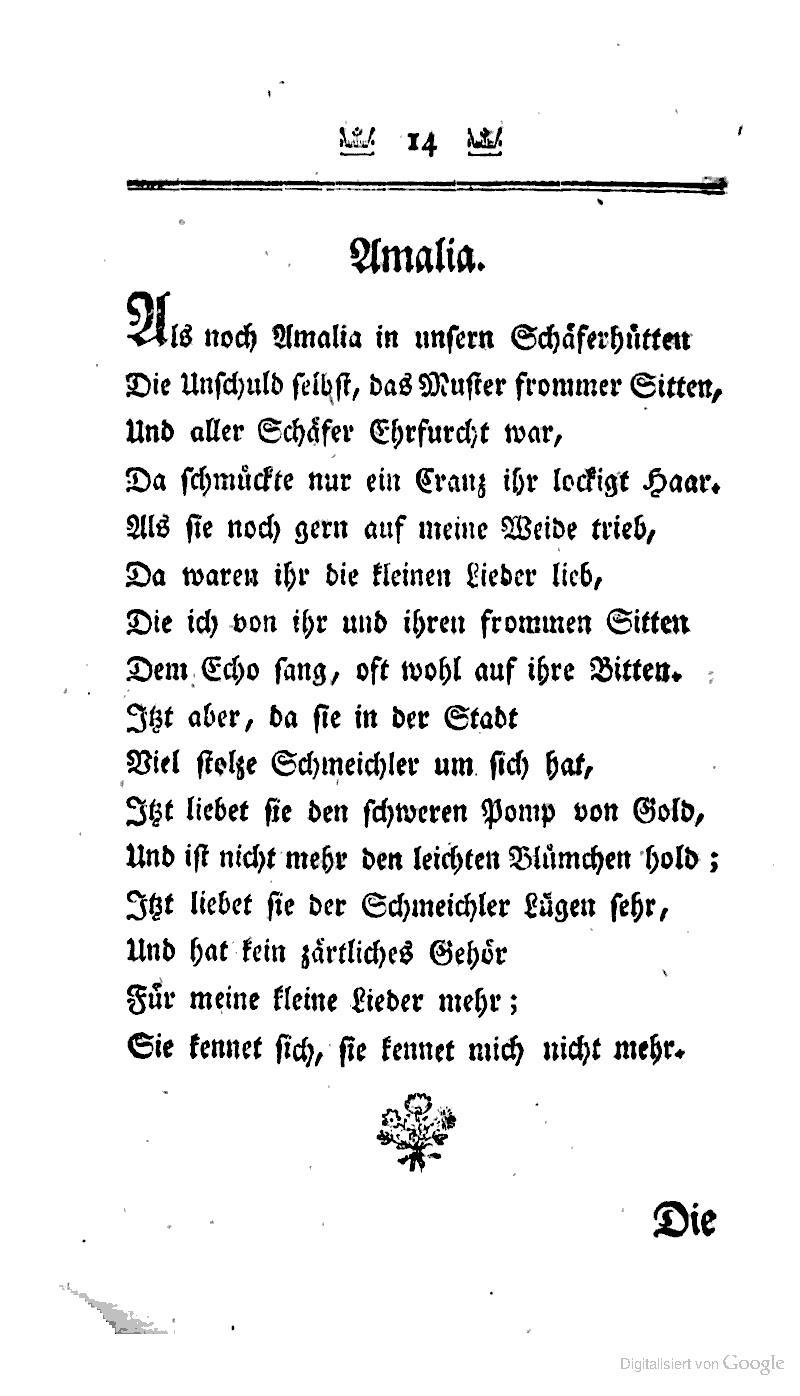 14
Amalia.
Als noch Amalia in unsern Schäferhütten
Die Unschuld selbst, das Muster frommer Sitten,
Und aller Schäfer Ehrfurcht war,
Da schmückte nur ein Cranz ihr lockigt Haar.
Als sie noch gern auf meine Weide trieb,
Da waren ihr die kleinen Lieder lieb,
Die ich von ihr und ihren frommen Sitten
Dem Echo sang, oft wohl auf ihre Bitten.
Itzt aber, da sie in der Stadt
Viel stolze Schmeichler um sich hat,
Itzt liebet sie den schweren Pomp von Gold,
Und ist nicht mehr den leichten Blümchen hold;
Itzt liebet sie der Schmeichler Lügen sehr,
Und hat kein zärtliches Gehör
Für meine kleine Lieder mehr;
Sie kennet sich, sie kennet mich nicht mehr.
Die
Digitalisiert von Google